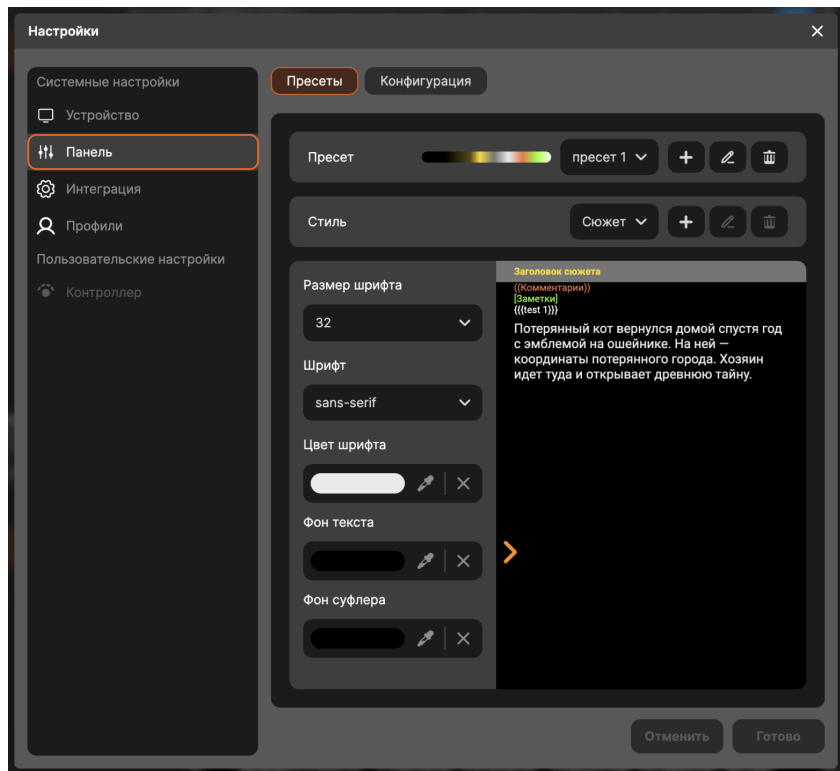 Настройки
Системные настройки
Устройство
Панель
Интеграция
Профили
Пользовательские настройки
Контроллер
Пресеты
Конфигурация
Пресет
пресет 1
Стиль
Сюжет
Размер шрифта
32
Шрифт
sans-serif
Цвет шрифта
Фон текста
Фон суфлера
Заголовок сюжета
((Комментарии))
[Заметки]
{{{test 1}}}
Потерянный кот вернулся домой спустя год
с эмблемой на ошейнике. На ней —
координаты потерянного города. Хозяин
идет туда и открывает древнюю тайну.
Отменить
Готово